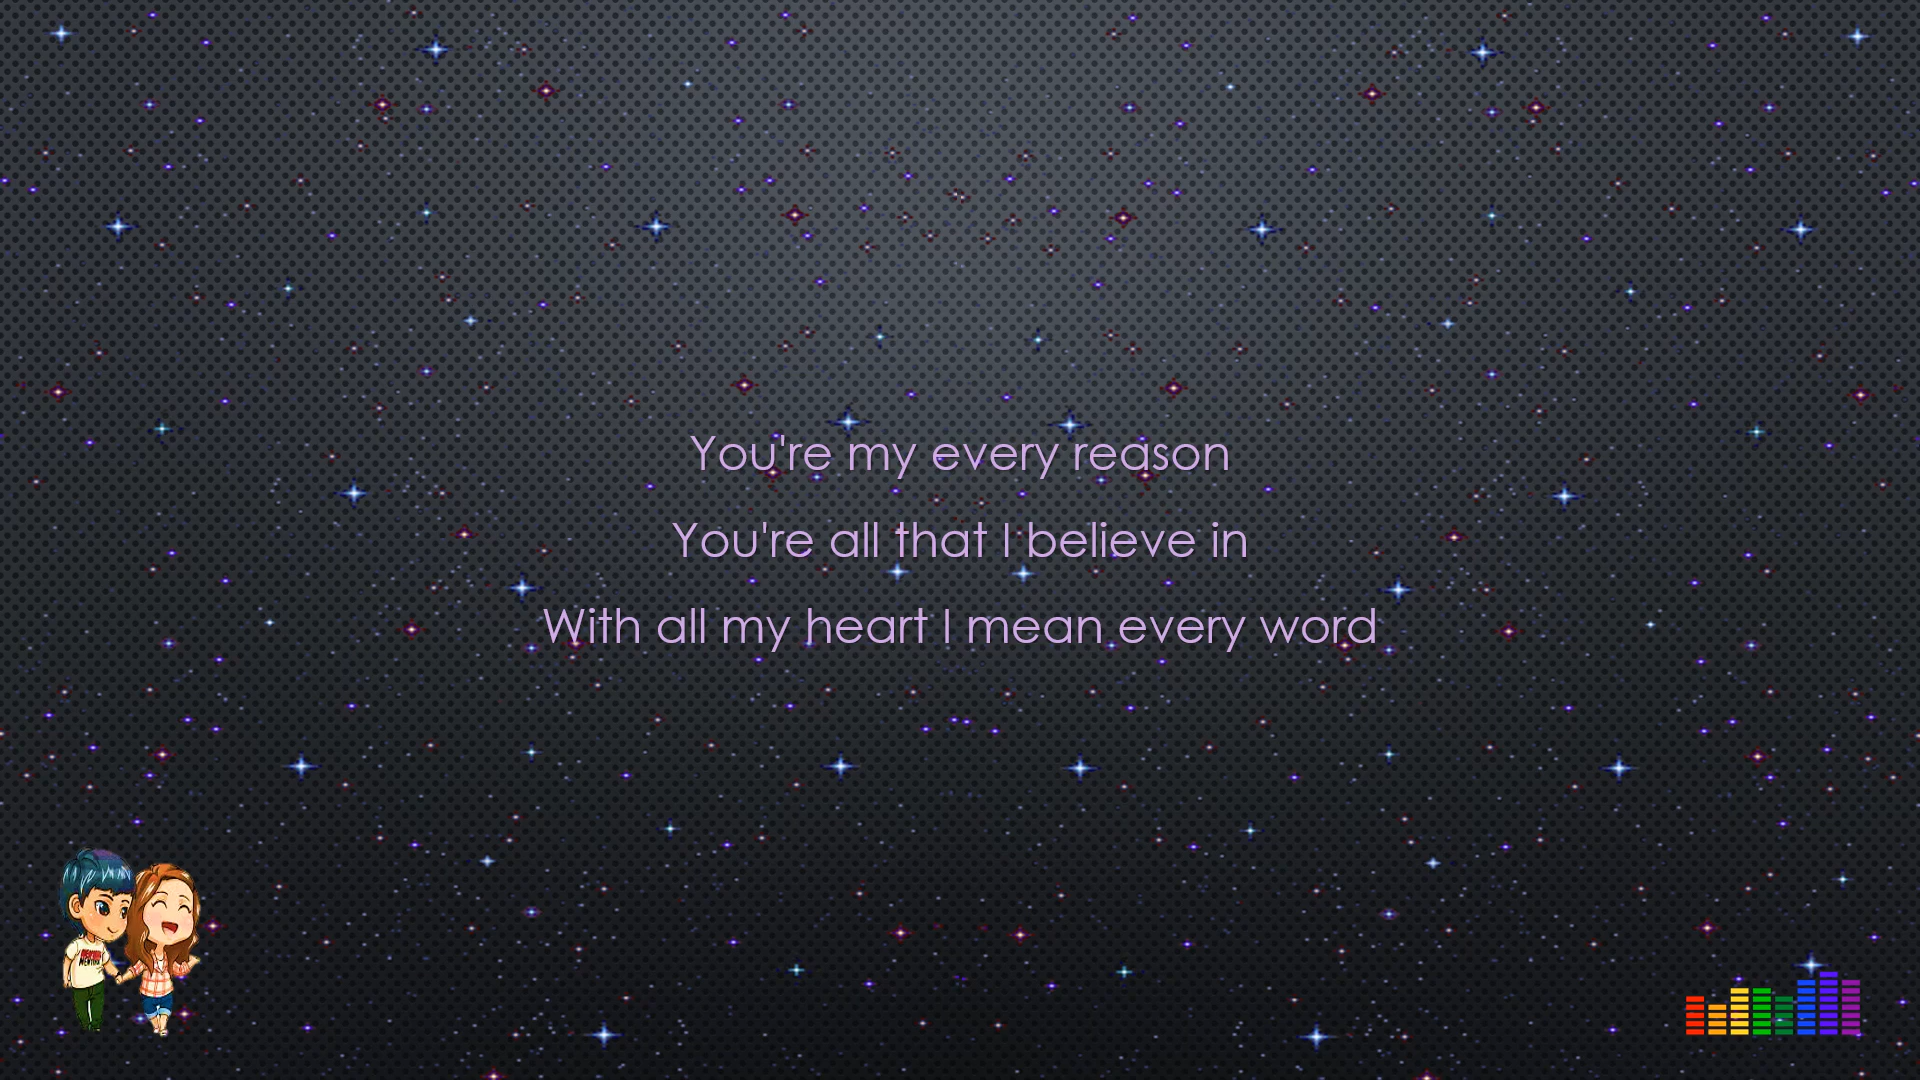 You're my every reason
You're all that I believe in
With all my heart I mean every word